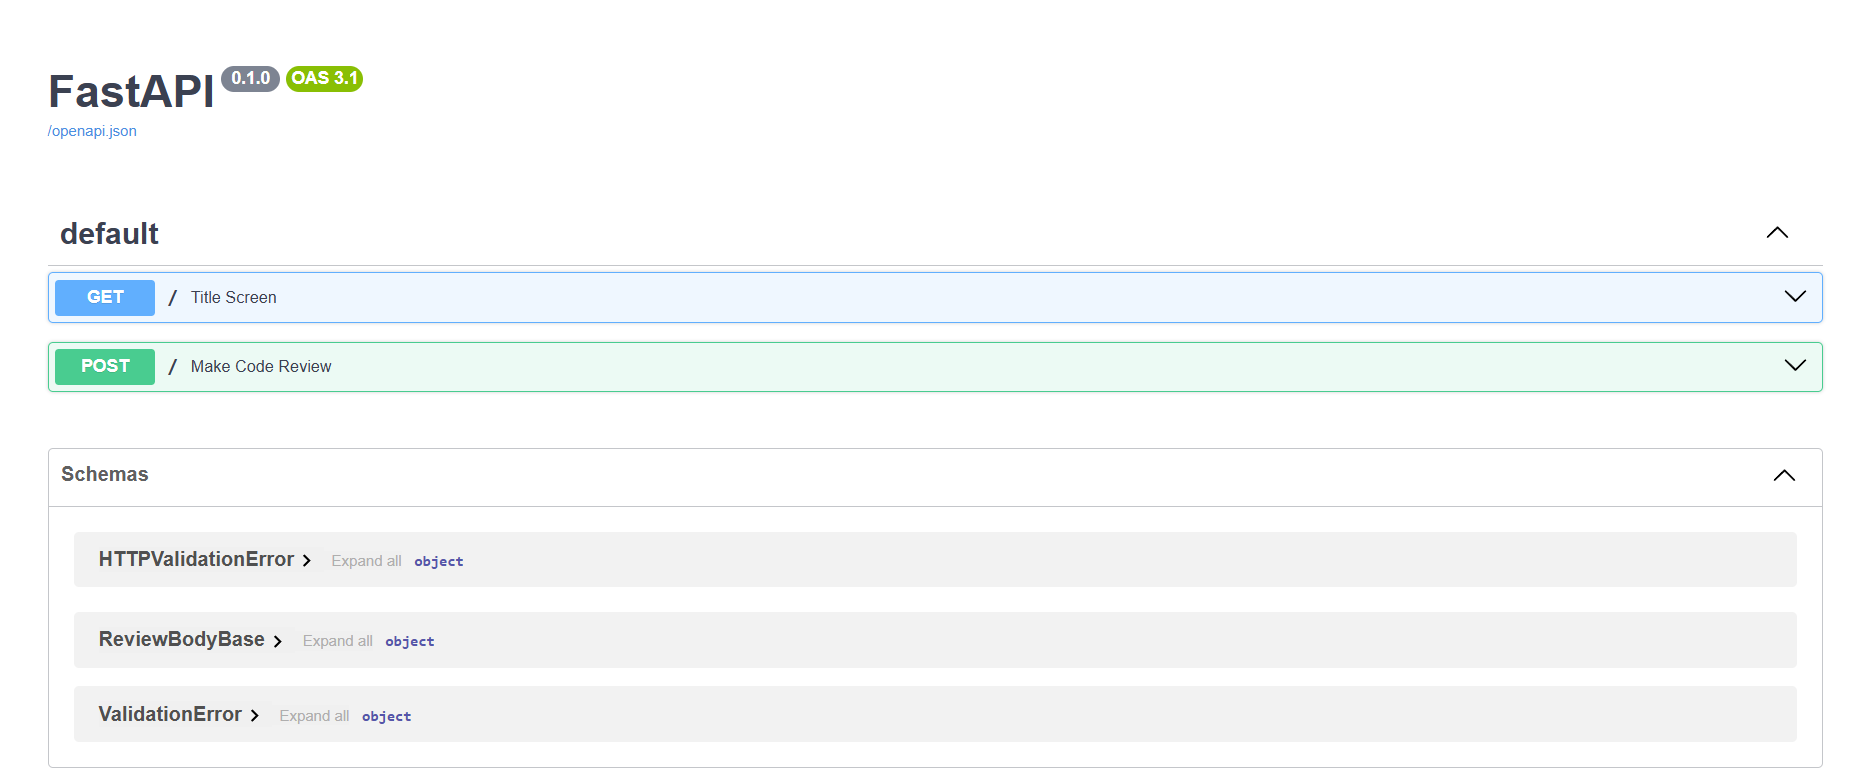 FastAPI 0.1.0 OAS 3.1
/openapi.json
default
GET / Title Screen
POST / Make Code Review
Schemas
HTTPValidationError Expand all object
ReviewBodyBase Expand all object
ValidationError Expand all object